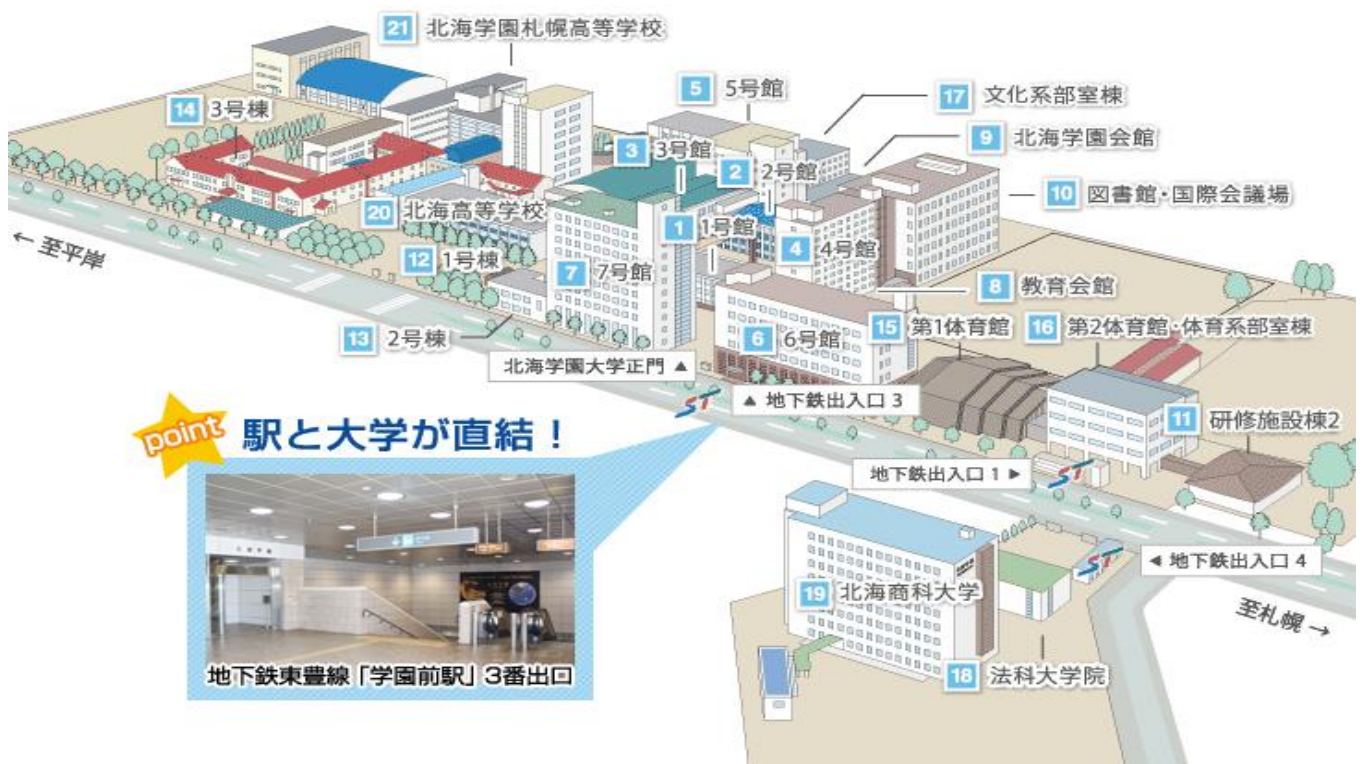 21 北海学園札幌高等学校
14 3号棟
5 5号館
17 文化系部室棟
3 3号館
2 2号館
9 北海学園会館
10 図書館・国際会議場
20 北海高等学校
1 1号館
4 4号館
← 至平岸
12 1号棟
7 7号館
8 教育会館
13 2号棟
6 6号館
15 第1体育館
16 第2体育館・体育系部室棟
北海学園大学正門 ▲
ST ▲ 地下鉄出入口 3
point 駅と大学が直結！
11 研修施設棟2
地下鉄出入口 1 ► ST
ST ◄ 地下鉄出入口 4
19 北海商科大学
至札幌 →
18 法科大学院
地下鉄東豊線「学園前駅」3番出口